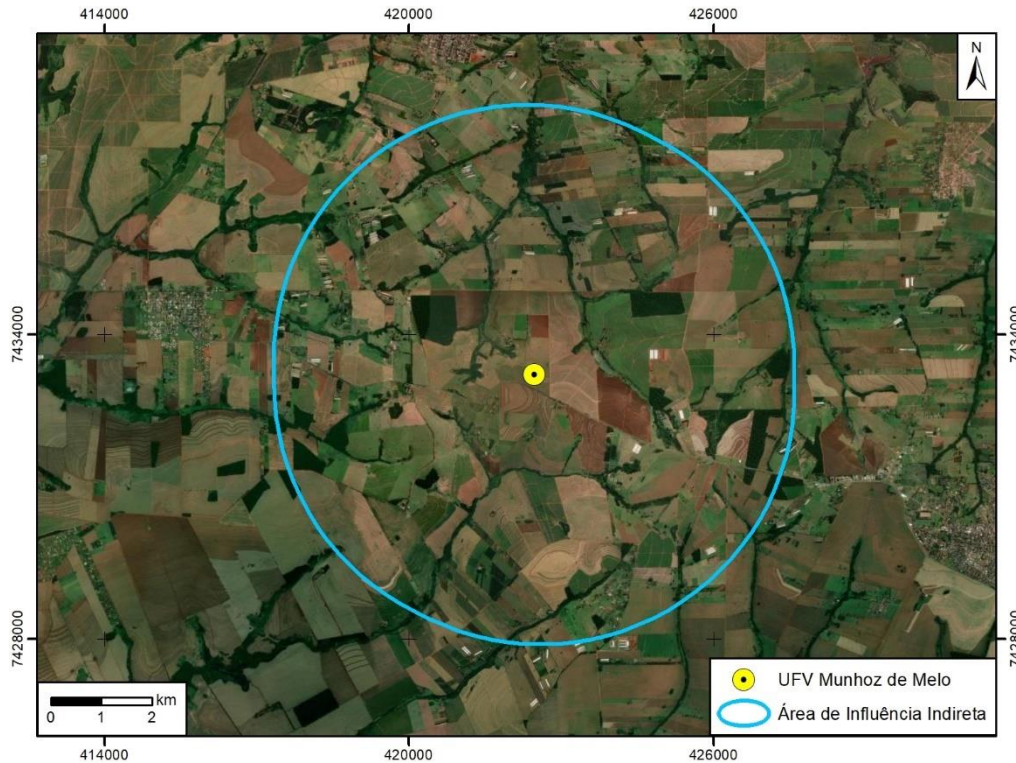 414000 420000 426000
N
7434000 7434000
7428000 7428000
km
0 1 2
UFV Munhoz de Melo
Área de Influência Indireta
414000 420000 426000